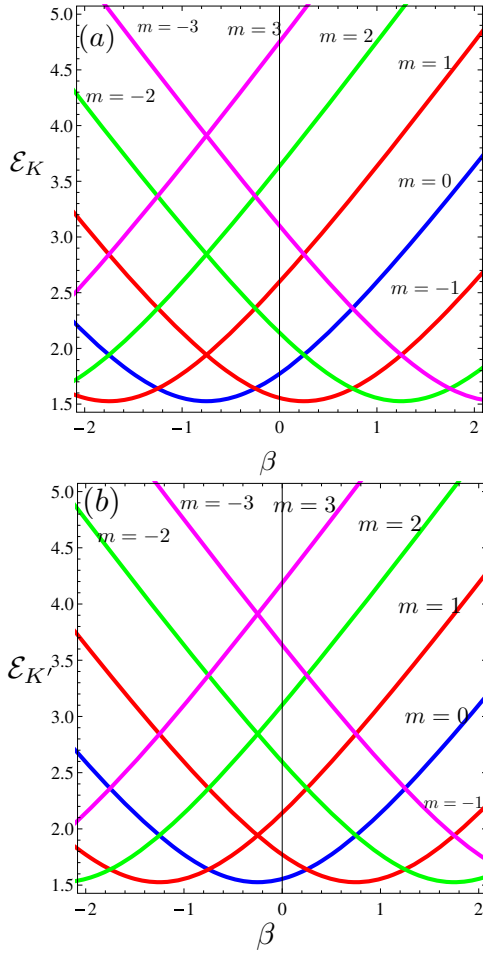 (a)
m = −3
m = 3
m = 2
m = 1
m = −2
m = 0
m = −1
5.0
4.5
4.0
3.5
3.0
2.5
2.0
1.5
ℰ_K
−2
−1
0
1
2
β
(b)
m = −3
m = 3
m = 2
m = −2
m = 1
m = 0
m = −1
5.0
4.5
4.0
3.5
3.0
2.5
2.0
1.5
ℰ_K′
−2
−1
0
1
2
β